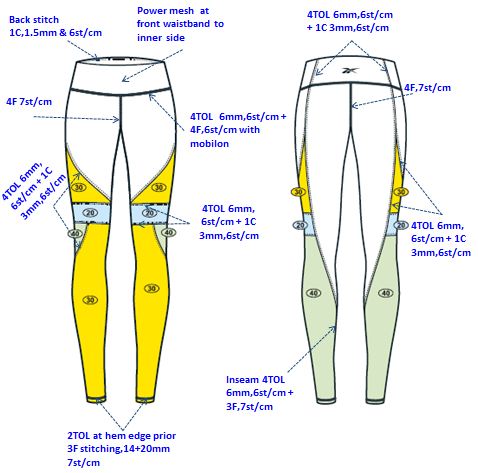 Back stitch
1C,1.5mm & 6st/cm
Power mesh at
front waistband to
inner side
4TOL 6mm,6st/cm
+ 1C 3mm,6st/cm
4F 7st/cm
4F,7st/cm
4TOL 6mm,6st/cm +
4F,6st/cm with
mobilon
4TOL 6mm,
6st/cm + 1C
3mm,6st/cm
30
30
30
30
20
20
20
20
4TOL 6mm,
6st/cm + 1C
3mm,6st/cm
4TOL 6mm,
6st/cm + 1C
3mm,6st/cm
40
40
30
30
40
40
Inseam 4TOL
6mm,6st/cm +
3F,7st/cm
2TOL at hem edge prior
3F stitching,14+20mm
7st/cm